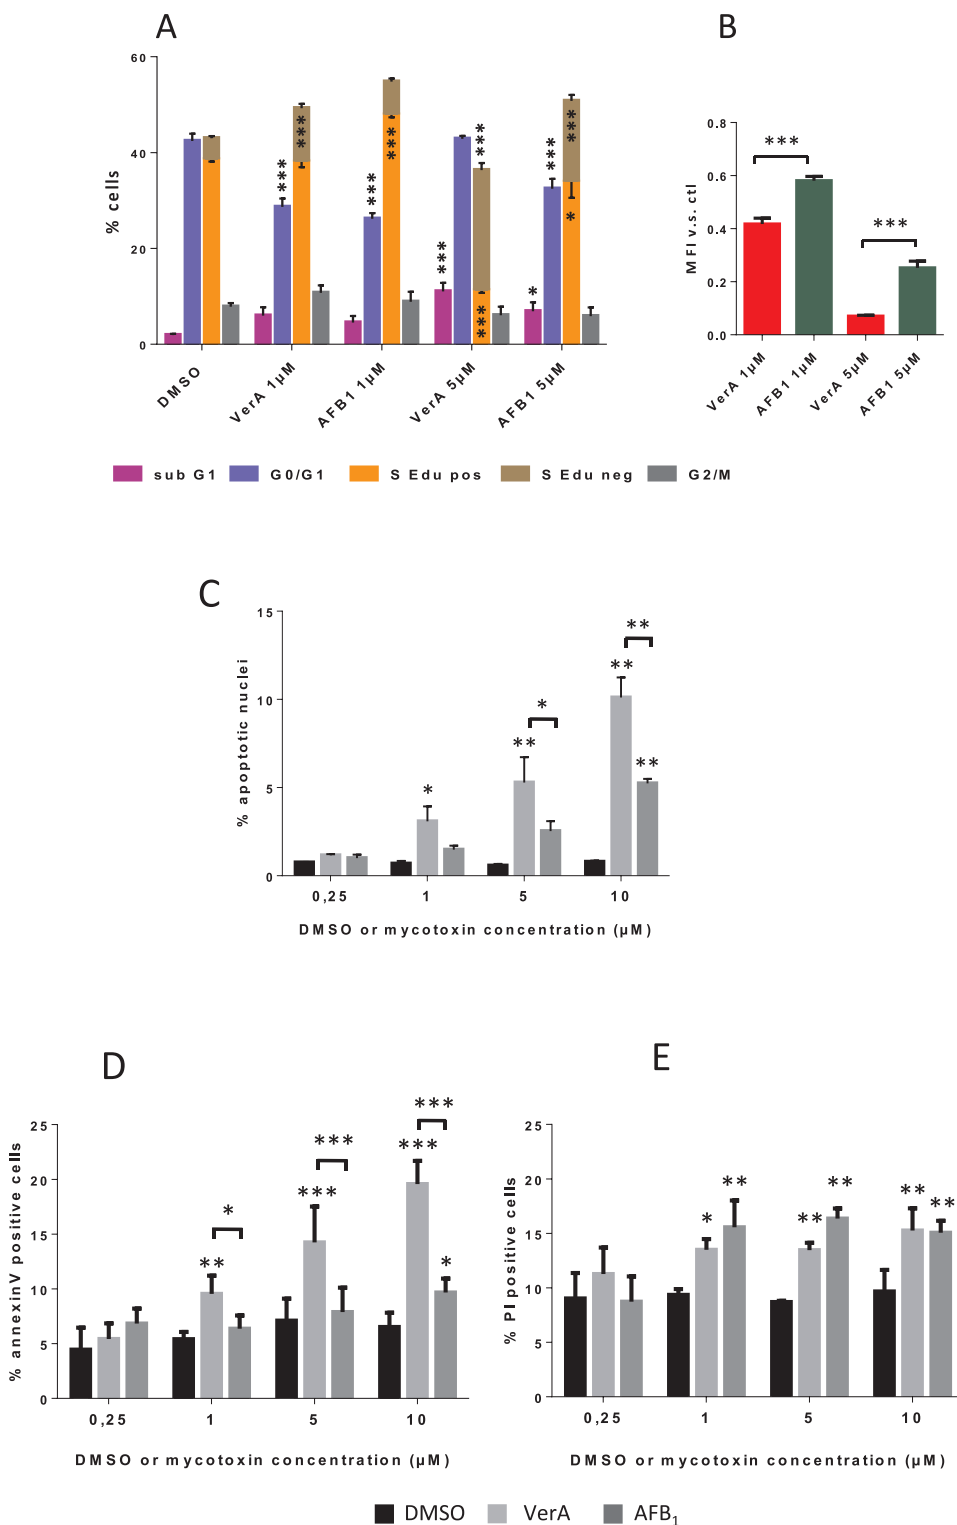 A
B
60
40
20
0
% cells
***
***
***
***
***
***
***
***
***
***
*
*
DMSO
VerA 1µM
AFB1 1µM
VerA 5µM
AFB1 5µM
0.8
0.6
0.4
0.2
0.0
MFI v.s. ctl
***
***
VerA 1µM
AFB1 1µM
VerA 5µM
AFB1 5µM
sub G1 G0/G1 S Edu pos S Edu neg G2/M
C
15
10
5
0
% apoptotic nuclei
*
**
*
**
**
**
0,25 1 5 10
DMSO or mycotoxin concentration (µM)
D
25
20
15
10
5
0
% annexinV positive cells
**
*
***
***
***
***
*
0,25 1 5 10
DMSO or mycotoxin concentration (µM)
E
25
20
15
10
5
0
% PI positive cells
*
**
**
**
**
**
0,25 1 5 10
DMSO or mycotoxin concentration (µM)
DMSO VerA AFB1